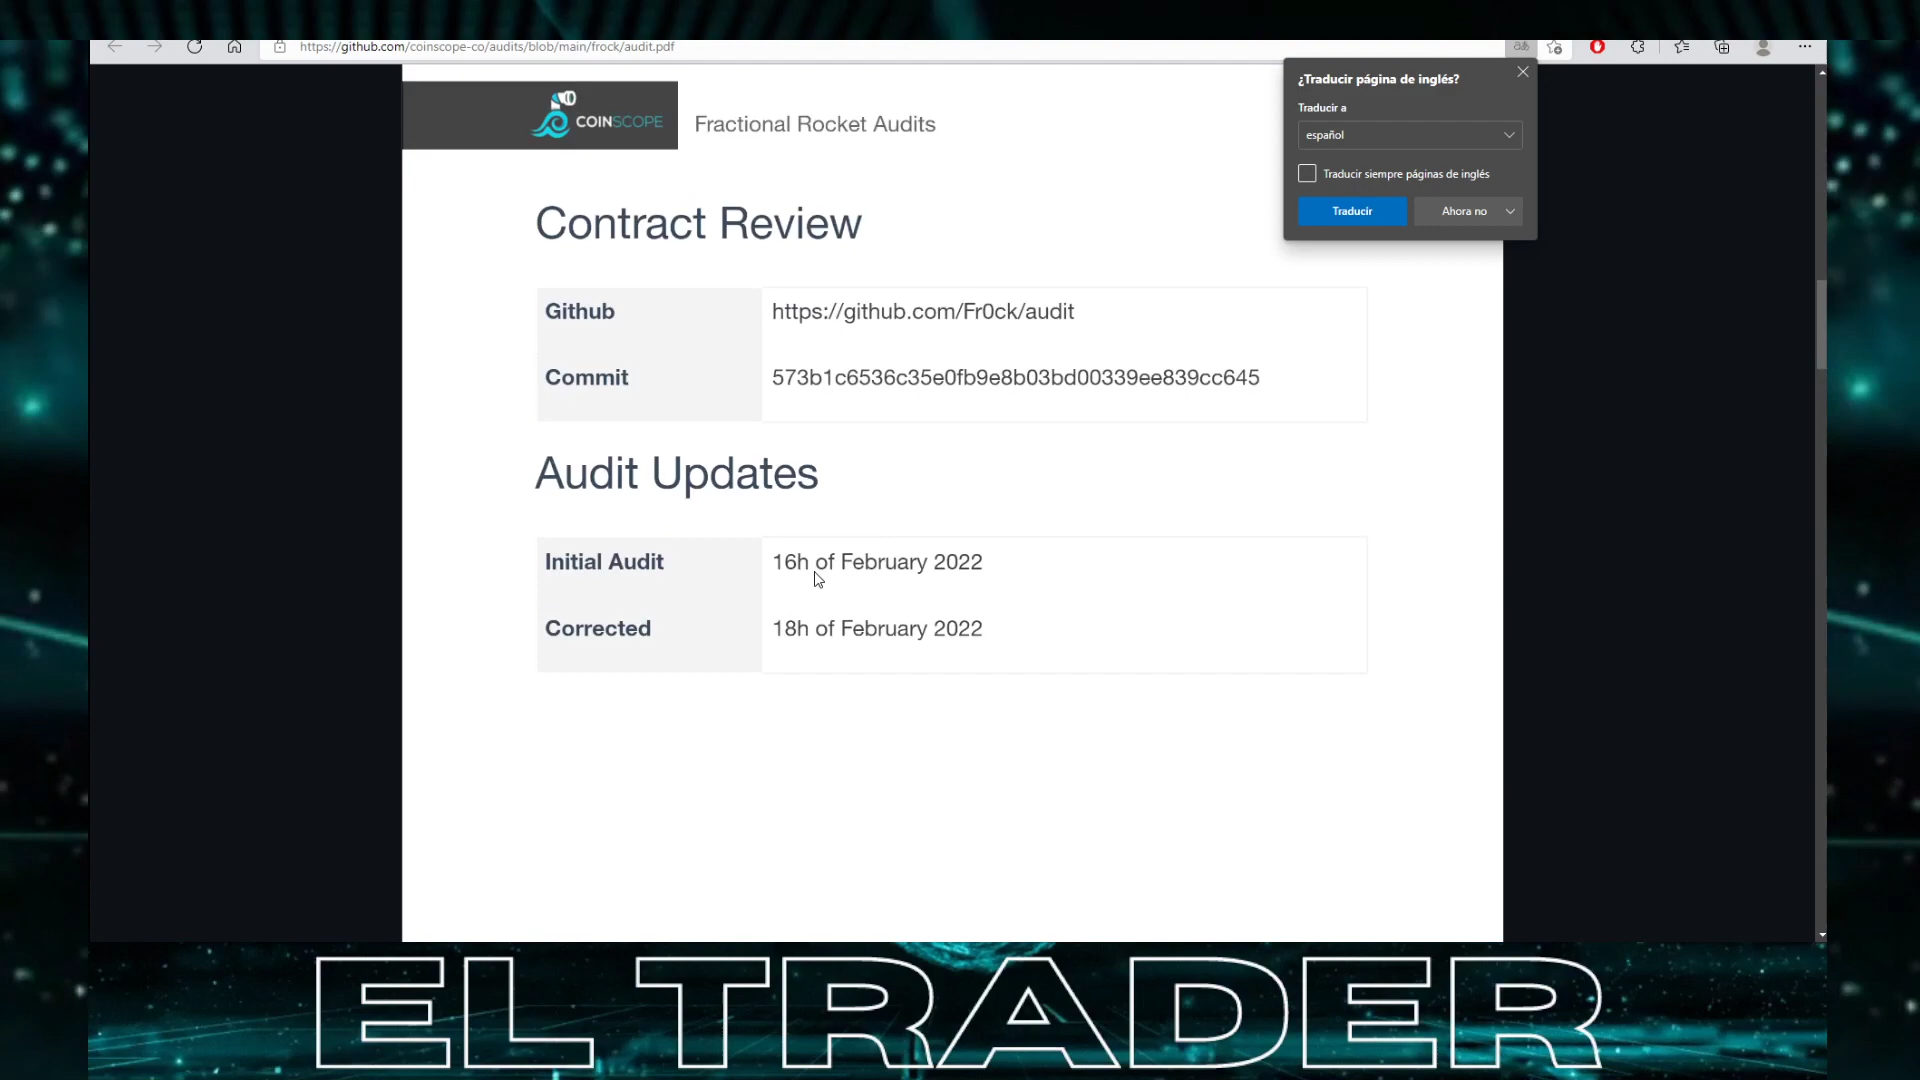 https://github.com/coinscope-co/audits/blob/main/frock/audit.pdf
¿Traducir página de inglés?
Traducir a
español
Traducir siempre páginas de inglés
Traducir
Ahora no
COINSCOPE
Fractional Rocket Audits
Contract Review
Github
https://github.com/Fr0ck/audit
Commit
573b1c6536c35e0fb9e8b03bd00339ee839cc645
Audit Updates
Initial Audit
16h of February 2022
Corrected
18h of February 2022
EL TRADER